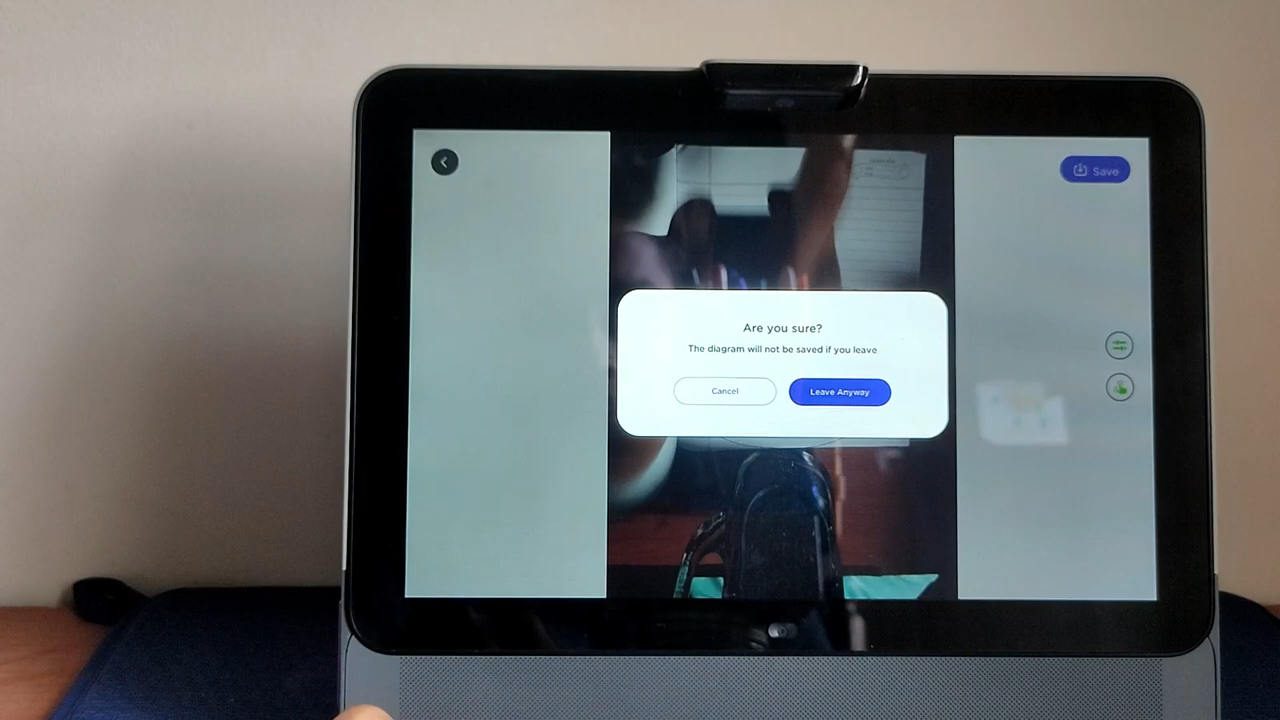 Save
Are you sure?
The diagram will not be saved if you leave
Cancel
Leave Anyway